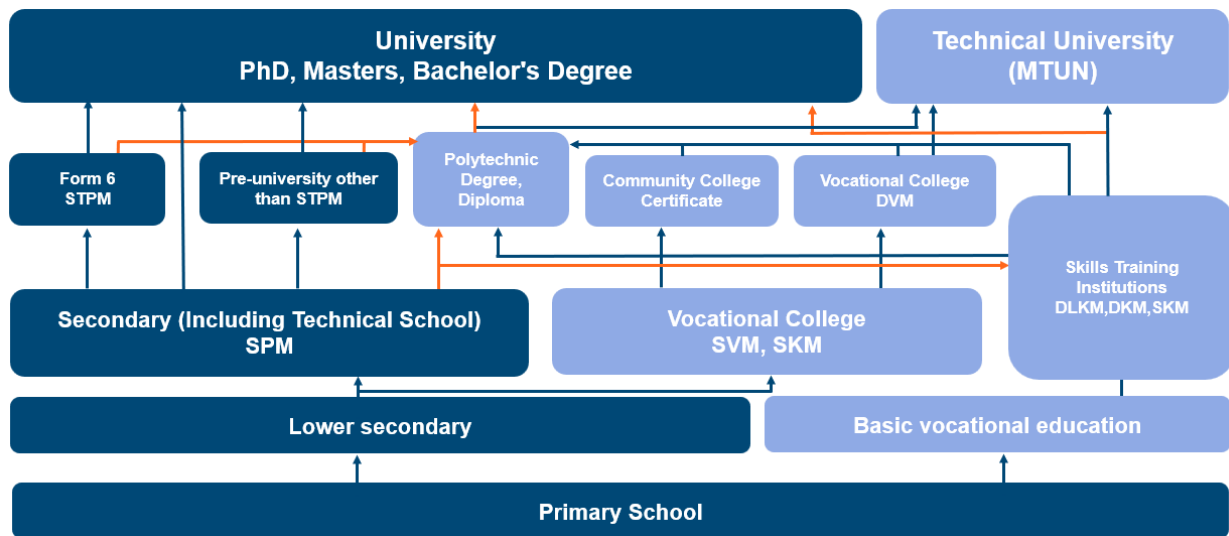 University
PhD, Masters, Bachelor's Degree
Technical University
(MTUN)
Form 6
STPM
Pre-university other
than STPM
Polytechnic
Degree,
Diploma
Community College
Certificate
Vocational College
DVM
Skills Training
Institutions
DLKM,DKM,SKM
Secondary (Including Technical School)
SPM
Vocational College
SVM, SKM
Lower secondary
Basic vocational education
Primary School